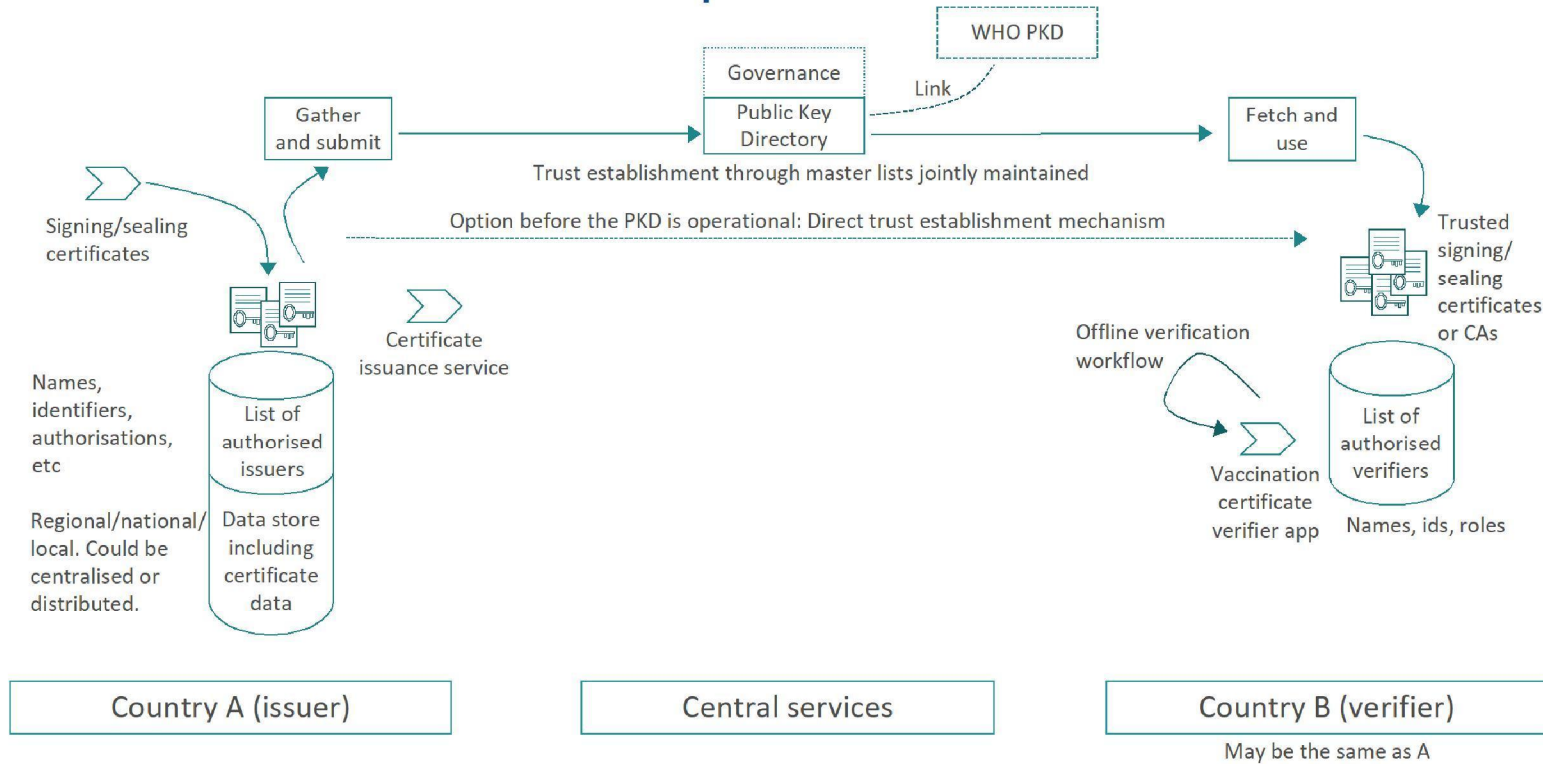 WHO PKD
Governance
Link
Public Key
Directory
Gather
and submit
Fetch and
use
Trust establishment through master lists jointly maintained
Signing/sealing
certificates
Option before the PKD is operational: Direct trust establishment mechanism
Trusted
signing/
sealing
certificates
or CAs
Certificate
issuance service
Offline verification
workflow
Names,
identifiers,
authorisations,
etc
List of
authorised
issuers
List of
authorised
verifiers
Vaccination
certificate
verifier app
Names, ids, roles
Regional/national/
local. Could be
centralised or
distributed.
Data store
including
certificate
data
Country A (issuer)
Central services
Country B (verifier)
May be the same as A